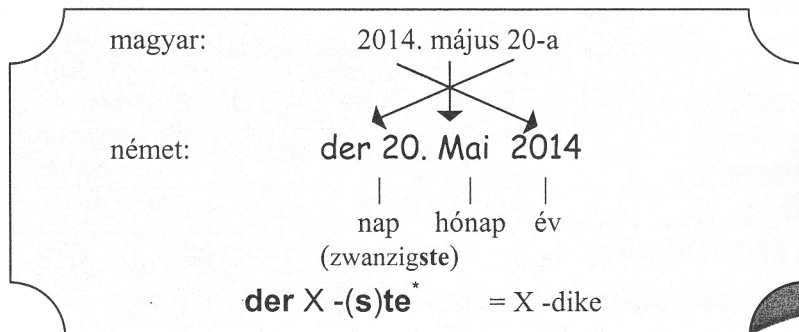 magyar: 2014. május 20-a
német: der 20. Mai 2014
nap hónap év
(zwanzigste)
der X -(s)te* = X -dike